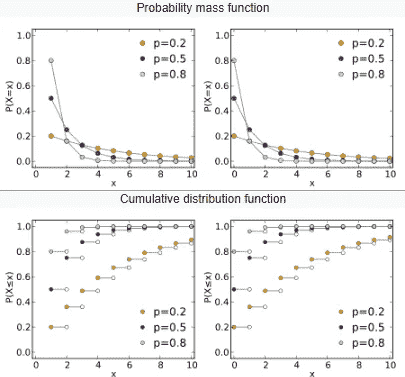 Probability mass function
1.0
0.8
0.6
0.4
0.2
0.0
P(X=x)
p=0.2
p=0.5
p=0.8
0 2 4 6 8 10
x
1.0
0.8
0.6
0.4
0.2
0.0
P(X=x)
p=0.2
p=0.5
p=0.8
0 2 4 6 8 10
x
Cumulative distribution function
1.0
0.8
0.6
0.4
0.2
0.0
P(X≤x)
p=0.2
p=0.5
p=0.8
0 2 4 6 8 10
x
1.0
0.8
0.6
0.4
0.2
0.0
P(X≤x)
p=0.2
p=0.5
p=0.8
0 2 4 6 8 10
x